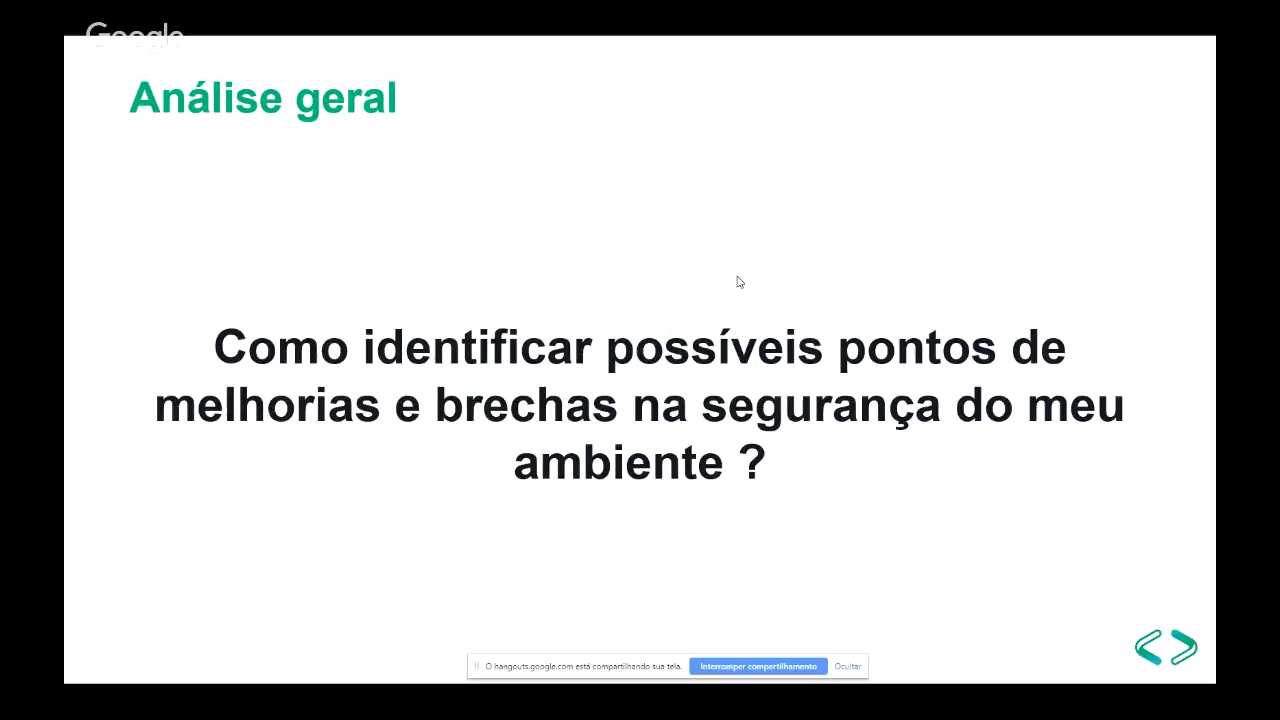 Google
Análise geral
Como identificar possíveis pontos de
melhorias e brechas na segurança do meu
ambiente ?
O hangouts.google.com está compartilhando sua tela. Interromper compartilhamento Ocultar